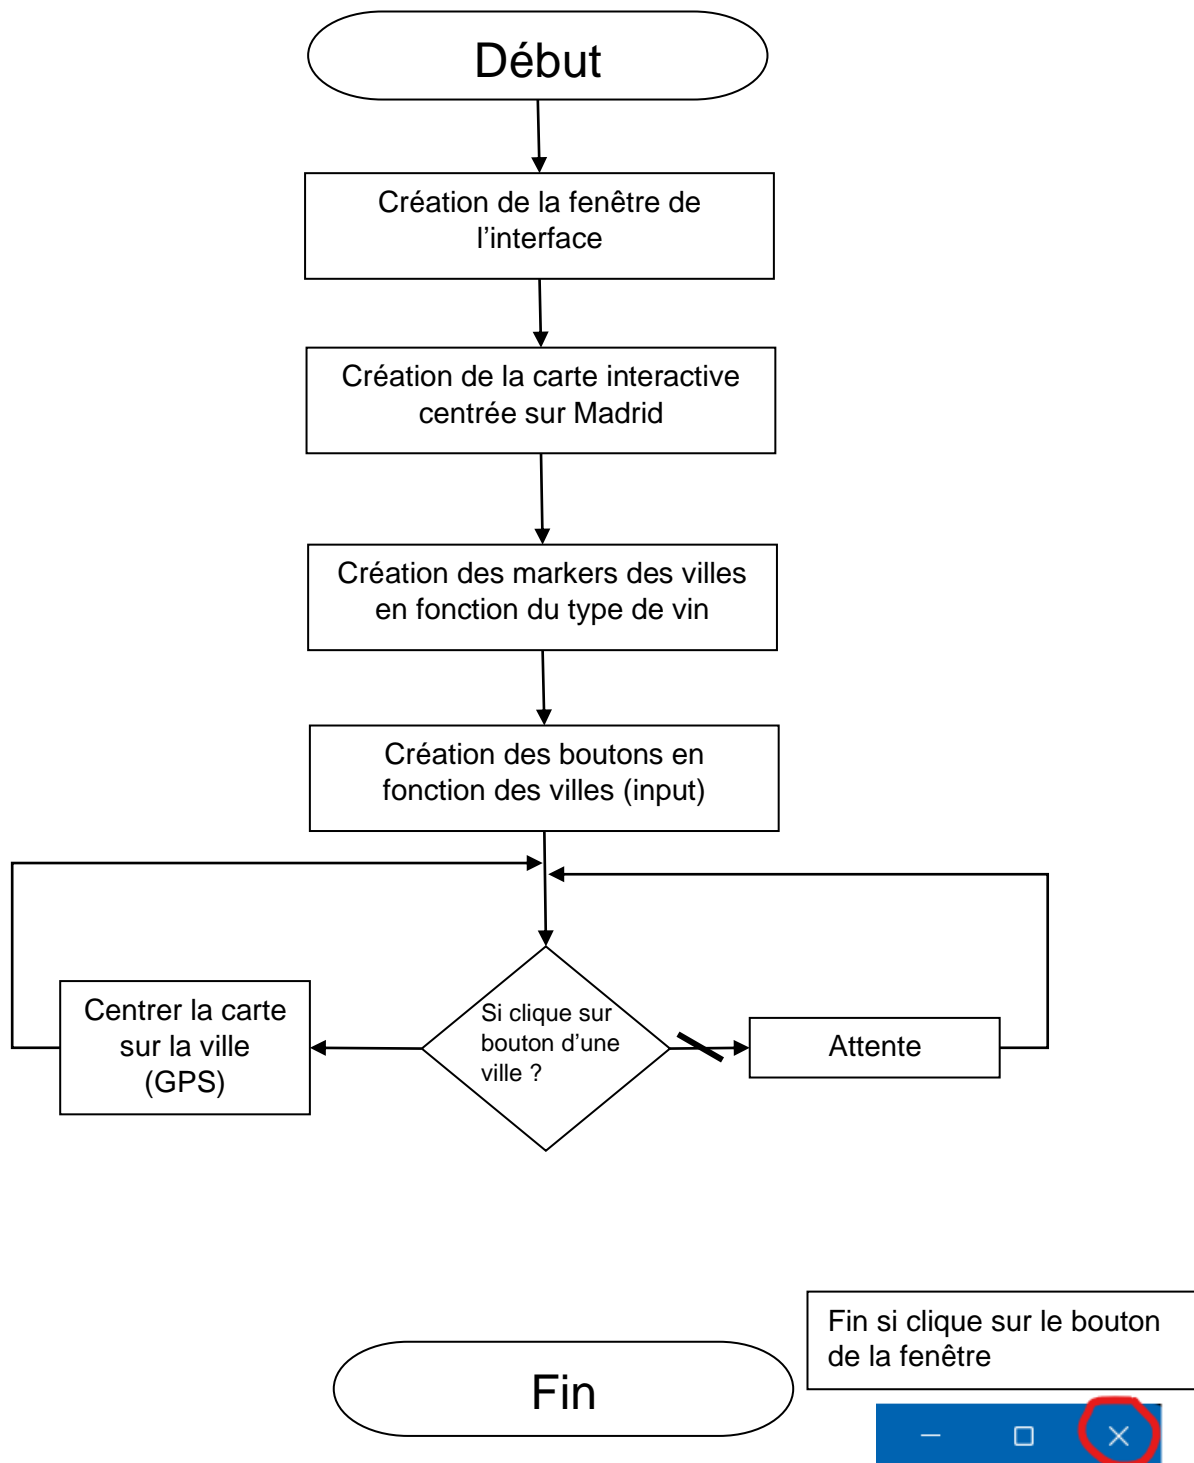 Début
Création de la fenêtre de
l’interface
Création de la carte interactive
centrée sur Madrid
Création des markers des villes
en fonction du type de vin
Création des boutons en
fonction des villes (input)
Centrer la carte
sur la ville
(GPS)
Si clique sur
bouton d’une
ville ?
Attente
Fin si clique sur le bouton
de la fenêtre
Fin